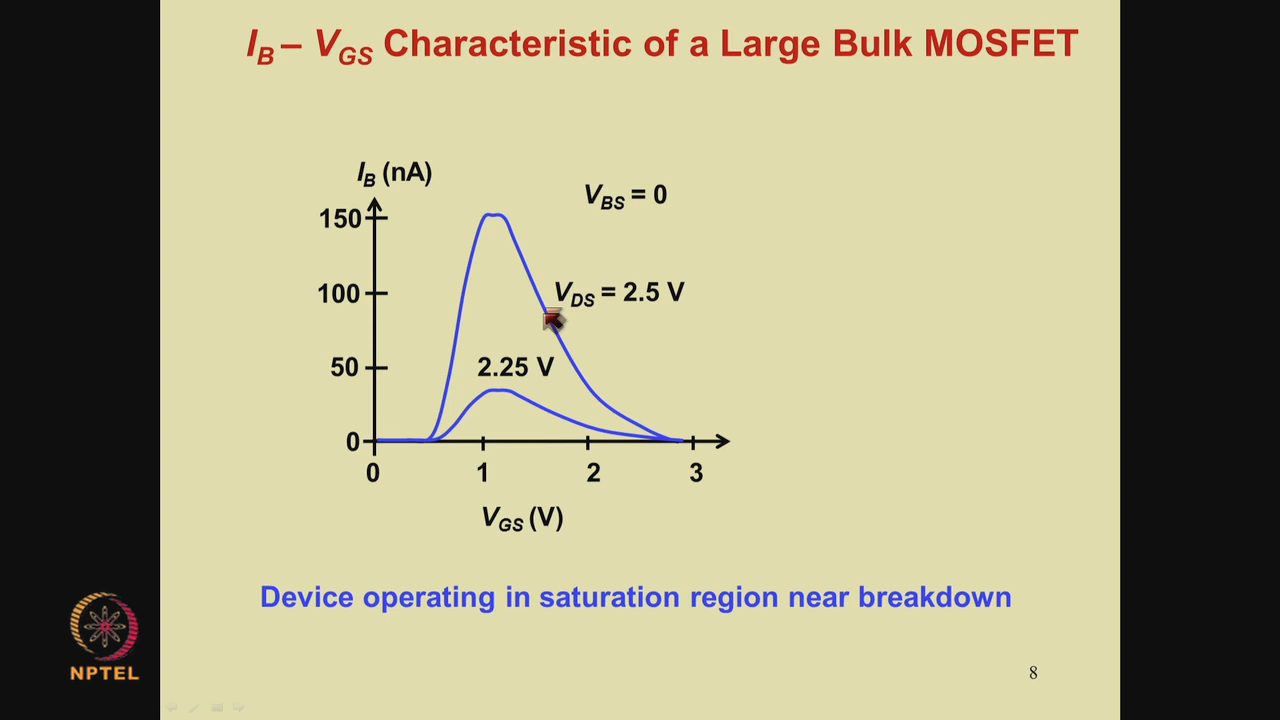 I_B – V_GS Characteristic of a Large Bulk MOSFET
I_B (nA)
V_BS = 0
150
100
V_DS = 2.5 V
50
2.25 V
0
0 1 2 3
V_GS (V)
Device operating in saturation region near breakdown
NPTEL
8